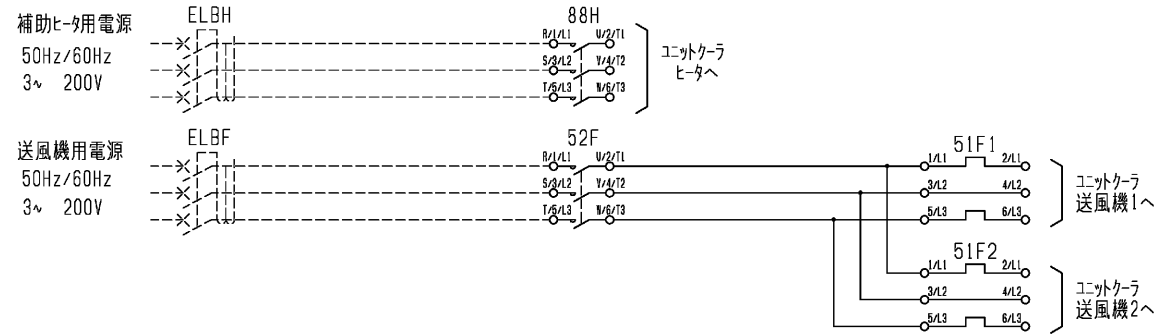 補助ヒータ用電源
50Hz/60Hz
3~ 200V
ELBH
88H
R/1/L1 U/2/T1
S/3/L2 V/4/T2
T/5/L3 W/6/T3
ユニットクーラ
ヒータへ
送風機用電源
50Hz/60Hz
3~ 200V
ELBF
52F
R/1/L1 U/2/T1
S/3/L2 V/4/T2
T/5/L3 W/6/T3
51F1
1/L1 2/L1
3/L2 4/L2
5/L3 6/L3
ユニットクーラ
送風機1へ
51F2
1/L1 2/L1
3/L2 4/L2
5/L3 6/L3
ユニットクーラ
送風機2へ